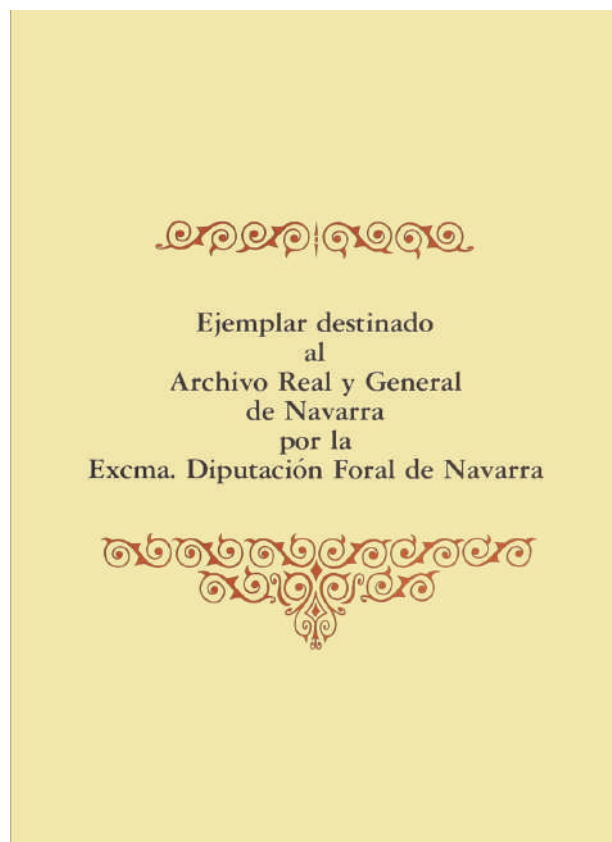 Ejemplar destinado
al
Archivo Real y General
de Navarra
por la
Excma. Diputación Foral de Navarra